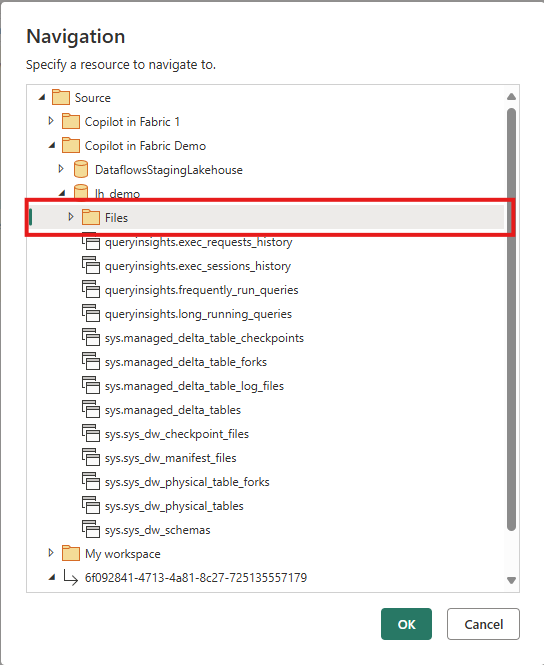 Navigation
Specify a resource to navigate to.
Source
Copilot in Fabric 1
Copilot in Fabric Demo
DataflowsStagingLakehouse
lh_demo
Files
queryinsights.exec_requests_history
queryinsights.exec_sessions_history
queryinsights.frequently_run_queries
queryinsights.long_running_queries
sys.managed_delta_table_checkpoints
sys.managed_delta_table_forks
sys.managed_delta_table_log_files
sys.managed_delta_tables
sys.sys_dw_checkpoint_files
sys.sys_dw_manifest_files
sys.sys_dw_physical_table_forks
sys.sys_dw_physical_tables
sys.sys_dw_schemas
My workspace
6f092841-4713-4a81-8c27-725135557179
OK Cancel